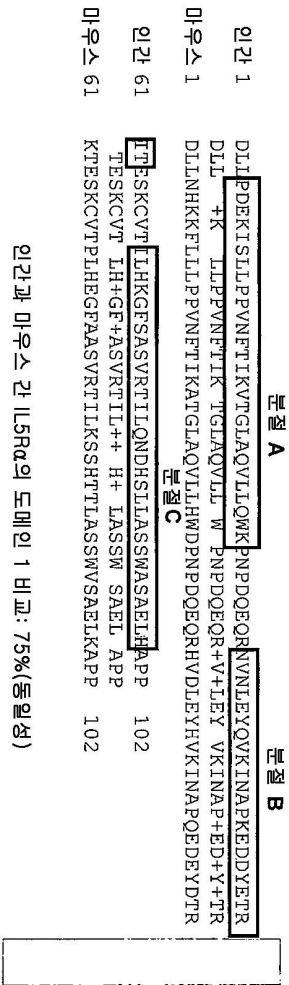 분절 A 분절 B
인간 1 DLLPDEKISLLPPVNFTIKVTGLAQVLLQWKPNPDQEQRNVNLEYQVKINAPKEDDYETR
DLL +K LLPPVNFTIK TGLAQVLL W PNPDQEQR+V+LEY VKINAP+ED+Y+TR
마우스 1 DLLNHKKFLLLPPVNFTIKATGLAQVLLHWDPNPDQEQRHVDLEYHVKINAPQEDEYDTR
분절C
인간 61 ITESKCVTILHKGFSASVRTILQNDHSLLASSWASAELHAPP 102
TESKCVT LH+GF+ASVRTIL++ H+ LASSW SAEL APP
마우스 61 KTESKCVTPLHEGFAASVRTILKSSHTTLASSWVSAELKAPP 102
인간과 마우스 간 IL5Rα의 도메인 1 비교: 75%(동일성)